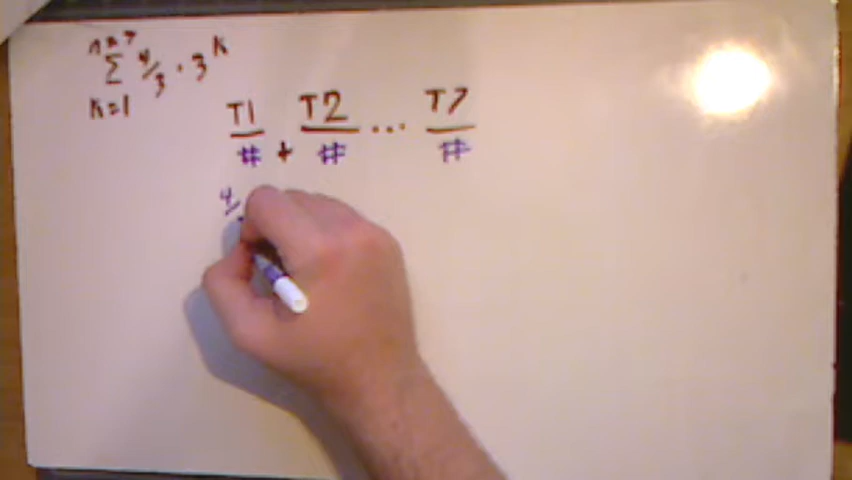 n=7
Σ 4/3 · 3^k
k=1
T1 T2 ... T7
# + # #
4/